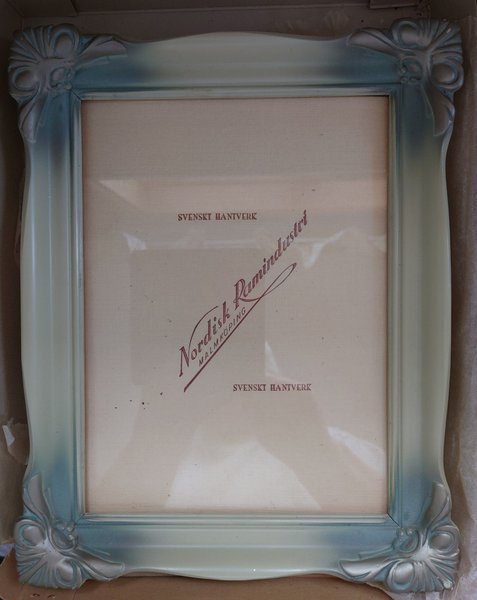 SVENSKT HANTVERK
Nordisk Ramindustri
MALMKÖPING
SVENSKT HANTVERK